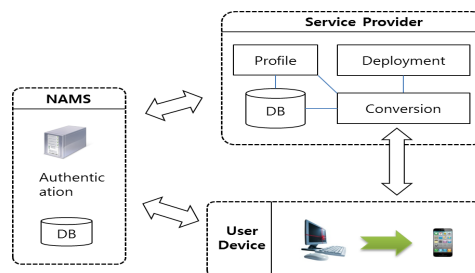 Service Provider
Profile
Deployment
DB
Conversion
NAMS
Authentic
ation
DB
User
Device